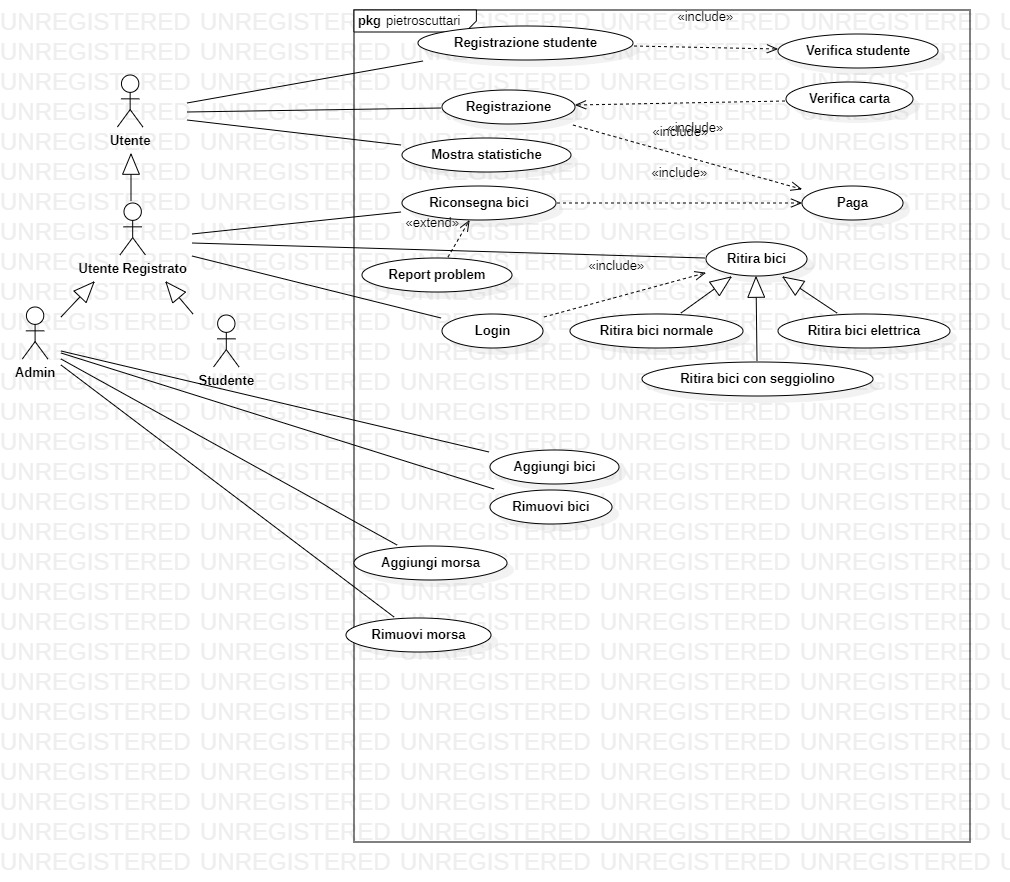 pkg pietroscuttari
«include»
Registrazione studente
Verifica studente
Verifica carta
Registrazione
Utente
«include»
«include»
Mostra statistiche
«include»
Riconsegna bici
Paga
«extend»
Ritira bici
Utente Registrato
«include»
Report problem
Login
Ritira bici normale
Ritira bici elettrica
Admin
Studente
Ritira bici con seggiolino
Aggiungi bici
Rimuovi bici
Aggiungi morsa
Rimuovi morsa
UNREGISTERED